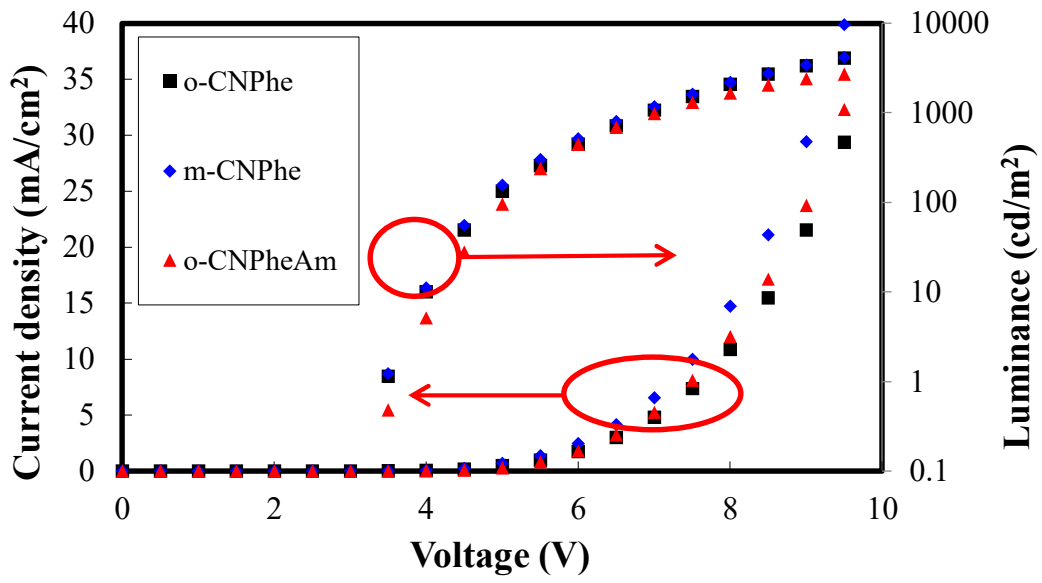 Current density (mA/cm²)
40
35
30
25
20
15
10
5
0
o-CNPhe
m-CNPhe
o-CNPheAm
10000
1000
100
10
1
0.1
Luminance (cd/m²)
0 2 4 6 8 10
Voltage (V)